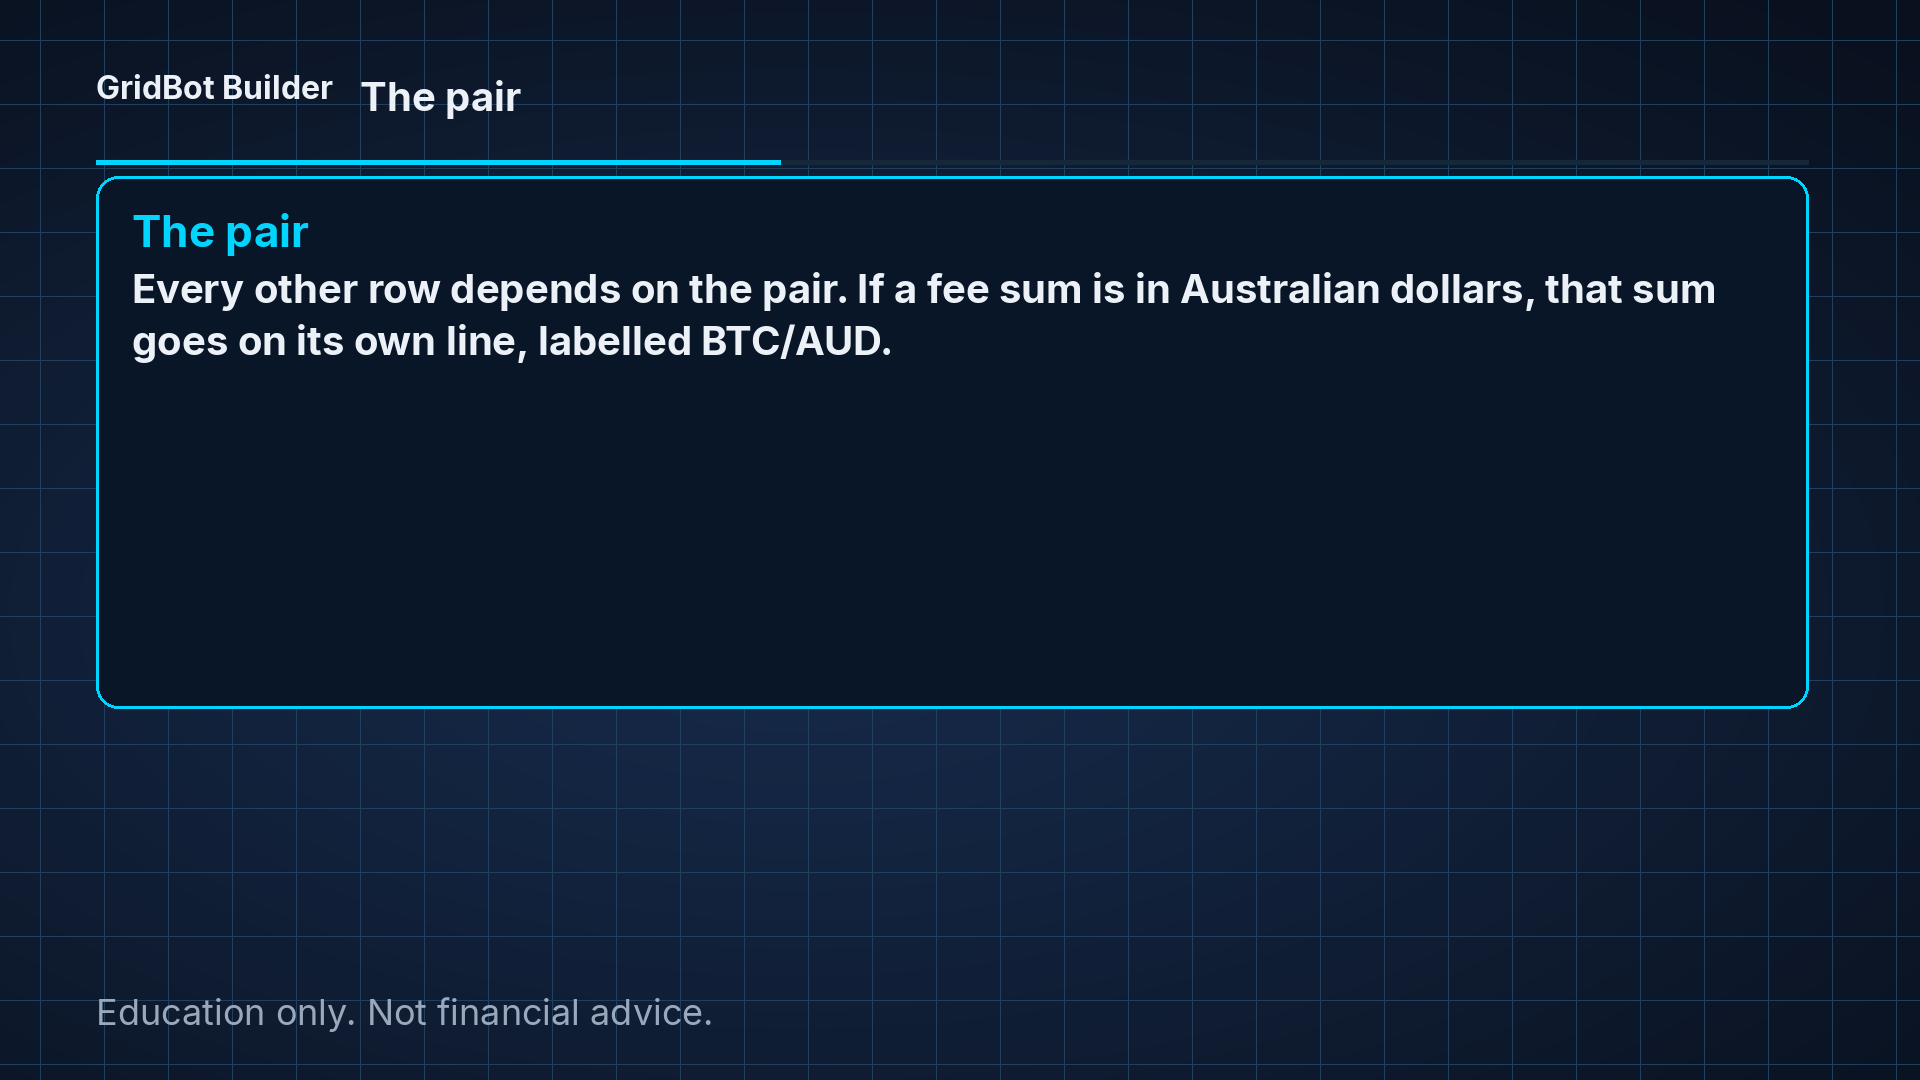 GridBot Builder
The pair
The pair
Every other row depends on the pair. If a fee sum is in Australian dollars, that sum
goes on its own line, labelled BTC/AUD.
Education only. Not financial advice.